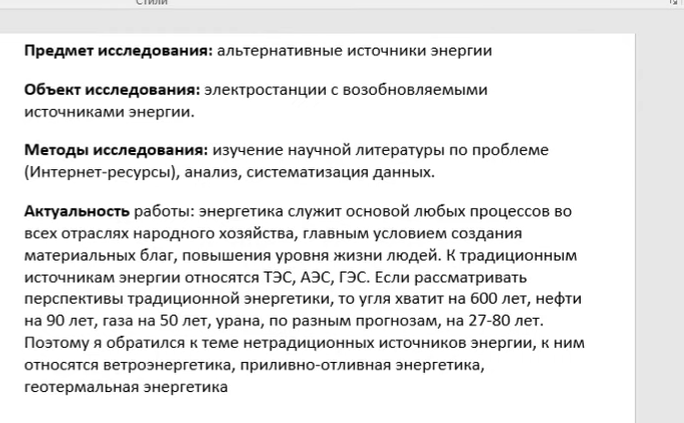 Стили
Предмет исследования: альтернативные источники энергии
Объект исследования: электростанции с возобновляемыми
источниками энергии.
Методы исследования: изучение научной литературы по проблеме
(Интернет-ресурсы), анализ, систематизация данных.
Актуальность работы: энергетика служит основой любых процессов во
всех отраслях народного хозяйства, главным условием создания
материальных благ, повышения уровня жизни людей. К традиционным
источникам энергии относятся ТЭС, АЭС, ГЭС. Если рассматривать
перспективы традиционной энергетики, то угля хватит на 600 лет, нефти
на 90 лет, газа на 50 лет, урана, по разным прогнозам, на 27-80 лет.
Поэтому я обратился к теме нетрадиционных источников энергии, к ним
относятся ветроэнергетика, приливно-отливная энергетика,
геотермальная энергетика